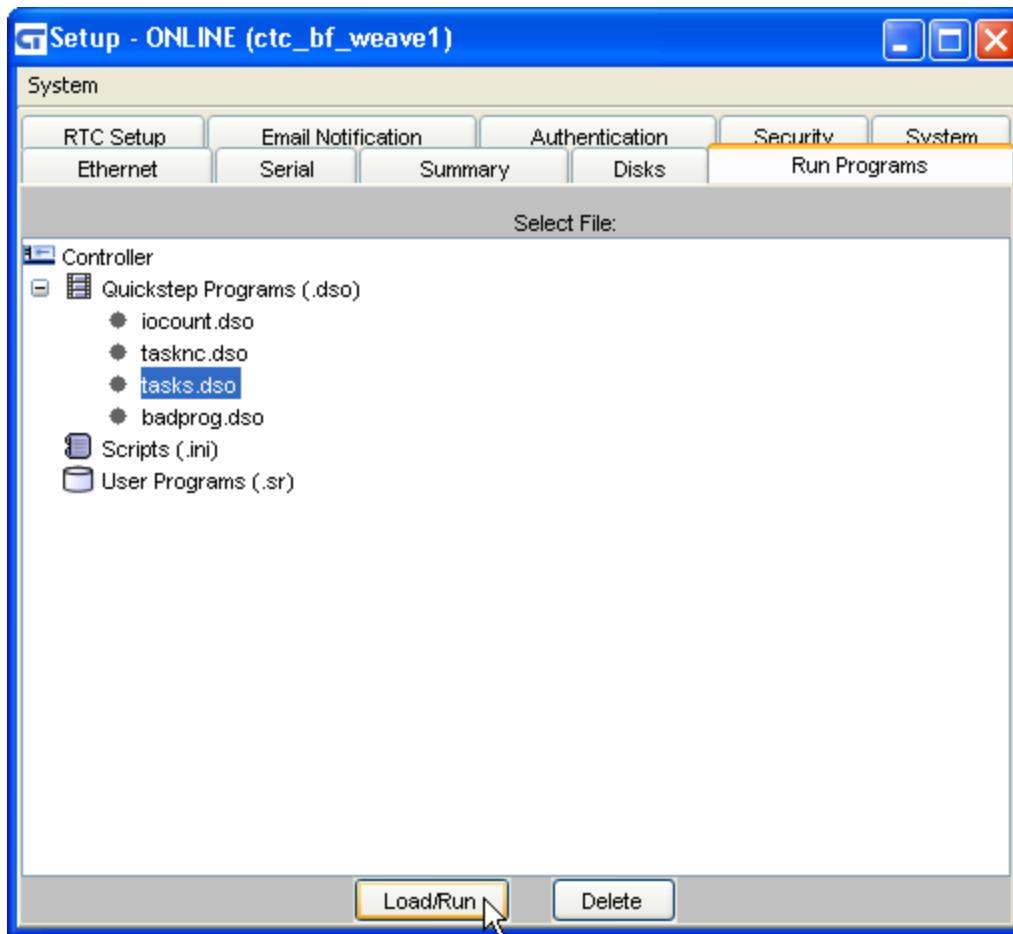 CT Setup - ONLINE (ctc_bf_weave1)
System
RTC Setup Email Notification Authentication Security System
Ethernet Serial Summary Disks Run Programs
Select File:
Controller
Quickstep Programs (.dso)
iocount.dso
tasknc.dso
tasks.dso
badprog.dso
Scripts (.ini)
User Programs (.sr)
Load/Run Delete